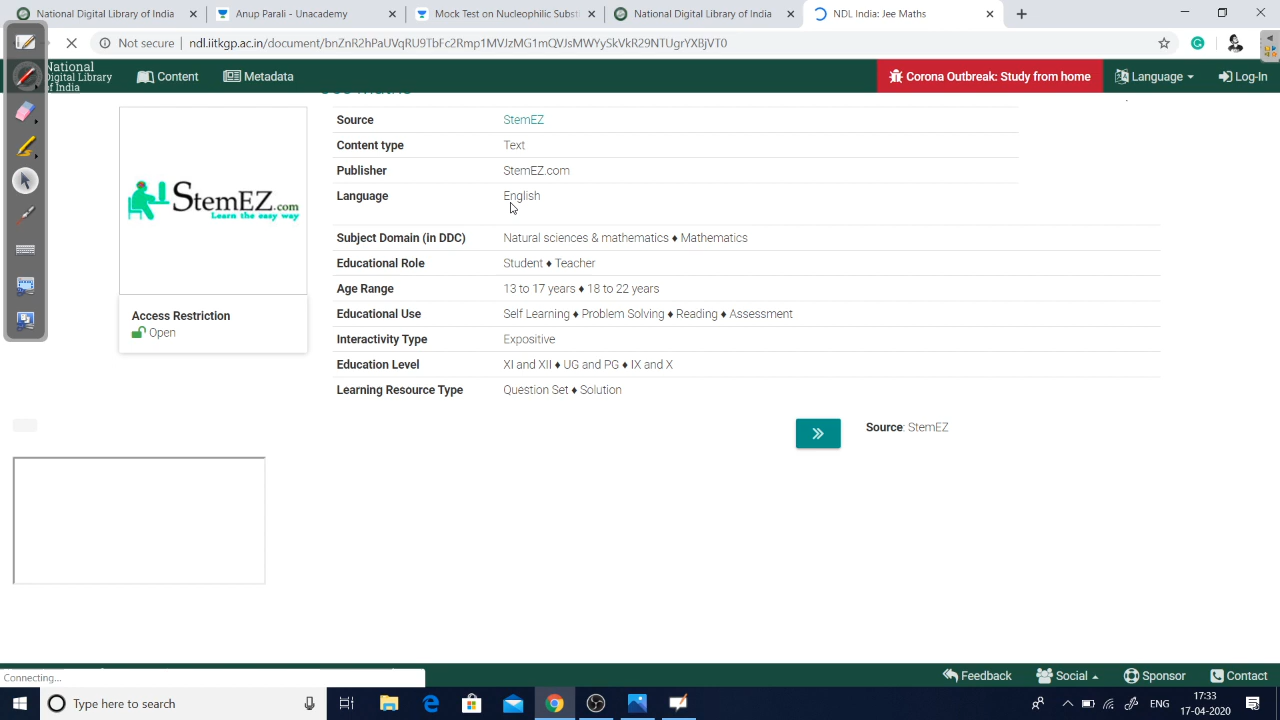 National Digital Library of India
Anup Parali - Unacademy
Mock Test on Nucleophilic Subst
National Digital Library of India
NDL India: Jee Maths
Not secure
National
Digital Library
of India
Content
Metadata
Corona Outbreak: Study from home
Language
Log-In
StemEZ.com
Learn the easy way
Access Restriction
Open
Source StemEZ
Content type Text
Publisher StemEZ.com
Language English
Subject Domain (in DDC) Natural sciences & mathematics ♦ Mathematics
Educational Role Student ♦ Teacher
Age Range 13 to 17 years ♦ 18 to 22 years
Educational Use Self Learning ♦ Problem Solving ♦ Reading ♦ Assessment
Interactivity Type Expositive
Education Level XI and XII ♦ UG and PG ♦ IX and X
Learning Resource Type Question Set ♦ Solution
Source: StemEZ
Connecting...
Feedback
Social
Sponsor
Contact
Type here to search
ENG
17:33
17-04-2020